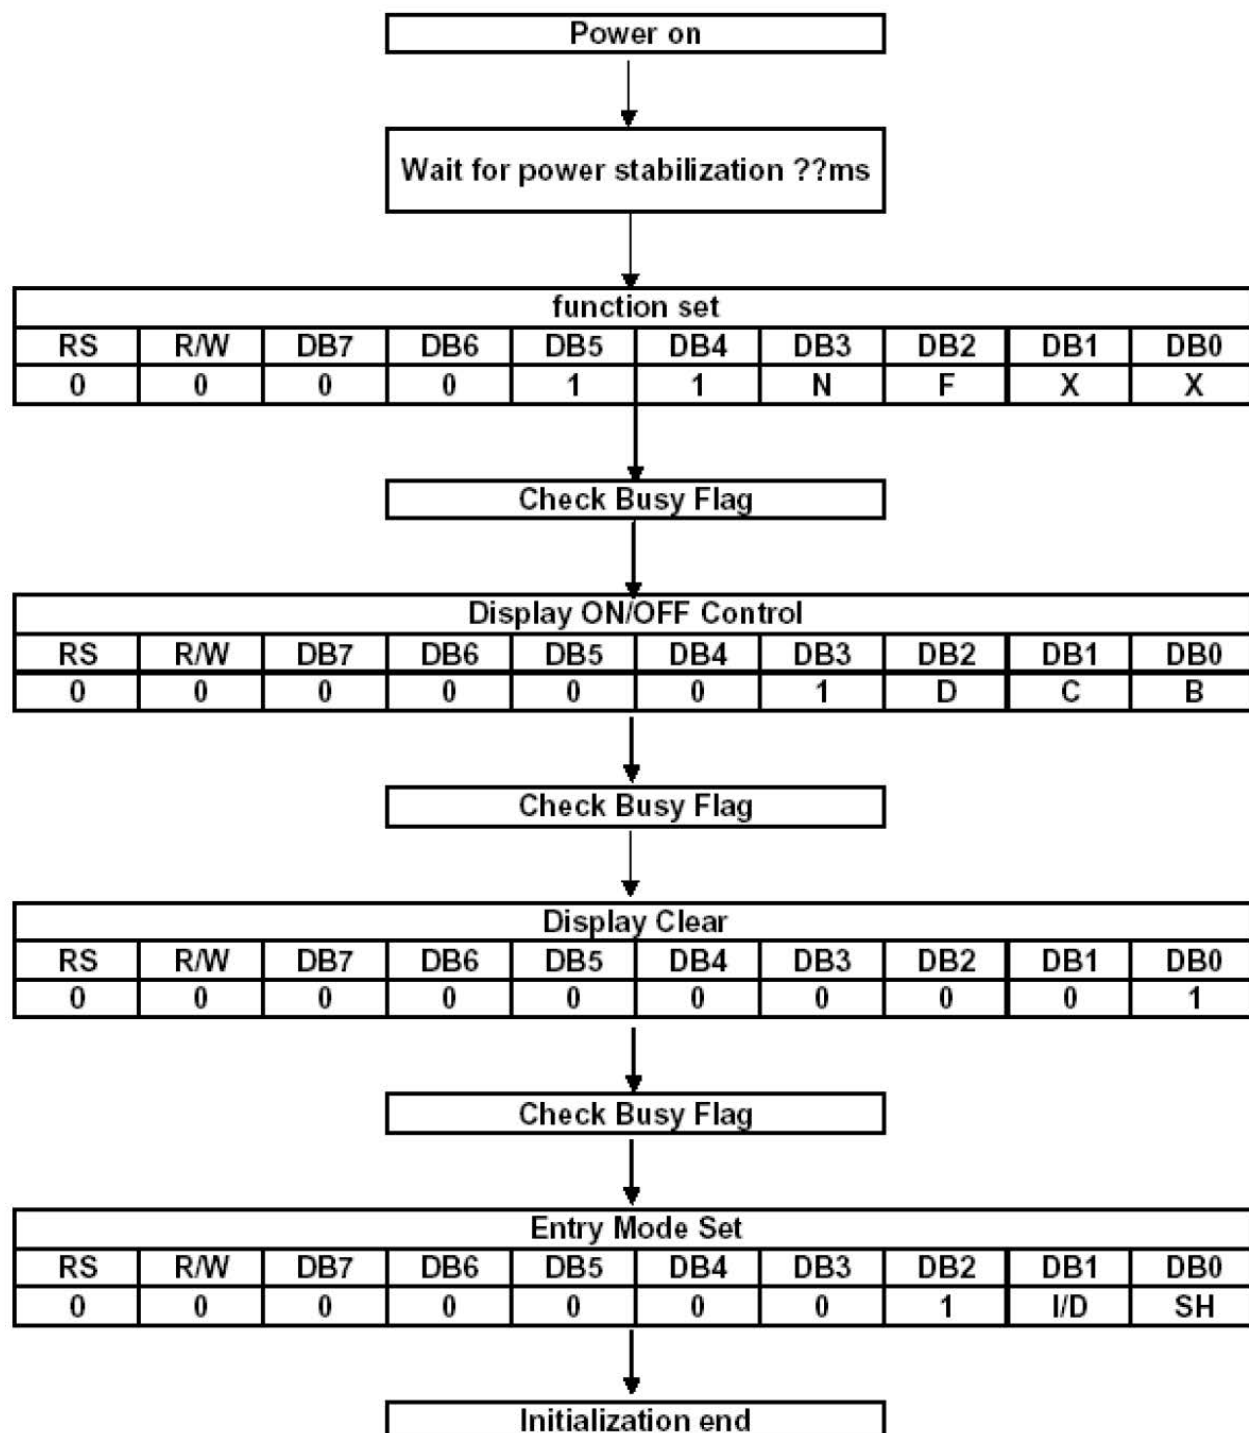 Power on
Wait for power stabilization ??ms
function set
RS R/W DB7 DB6 DB5 DB4 DB3 DB2 DB1 DB0
0 0 0 0 1 1 N F X X
Check Busy Flag
Display ON/OFF Control
RS R/W DB7 DB6 DB5 DB4 DB3 DB2 DB1 DB0
0 0 0 0 0 0 1 D C B
Check Busy Flag
Display Clear
RS R/W DB7 DB6 DB5 DB4 DB3 DB2 DB1 DB0
0 0 0 0 0 0 0 0 0 1
Check Busy Flag
Entry Mode Set
RS R/W DB7 DB6 DB5 DB4 DB3 DB2 DB1 DB0
0 0 0 0 0 0 0 1 I/D SH
Initialization end